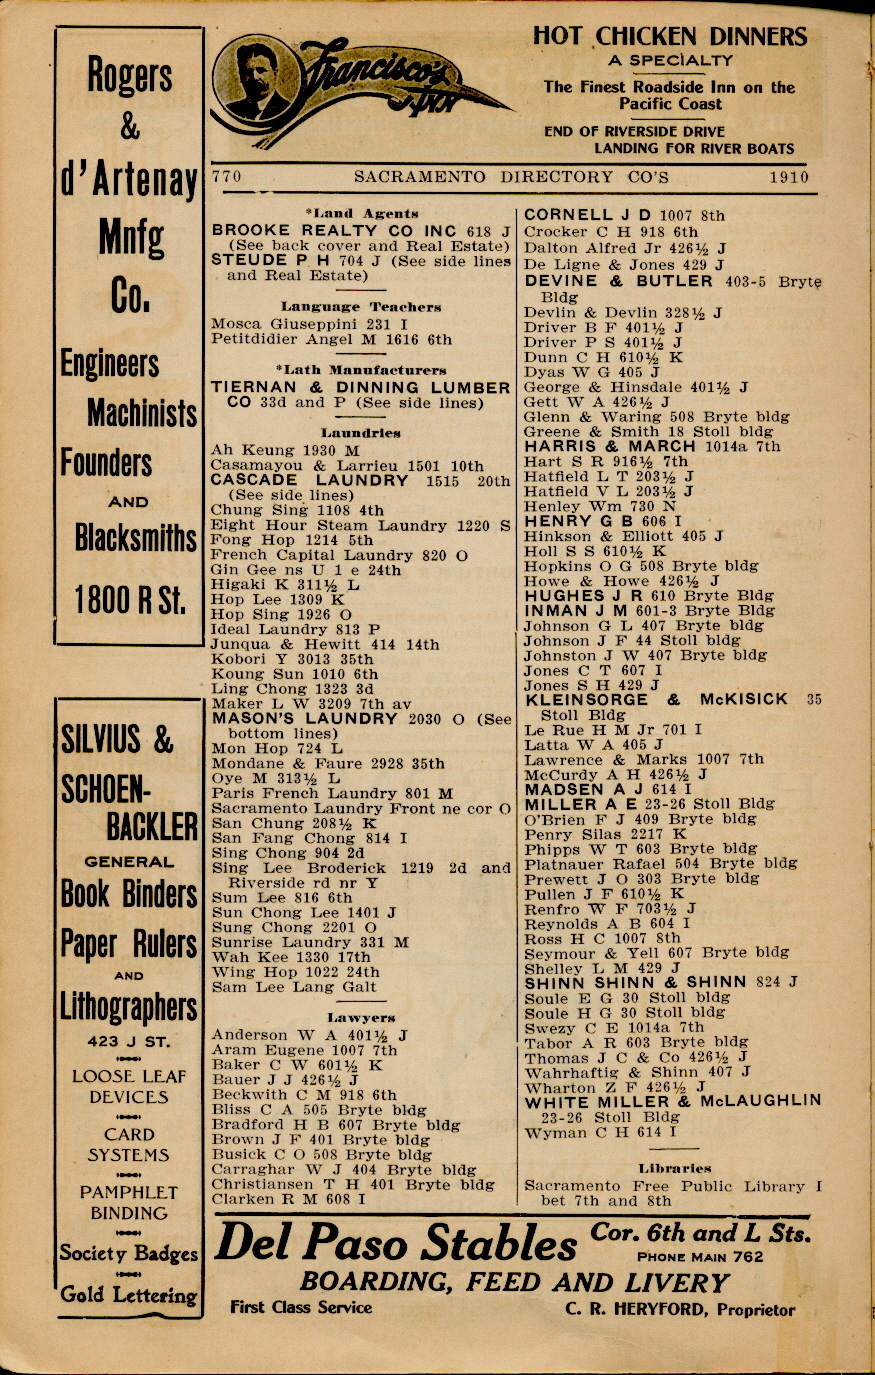 Rogers
&
d'Artenay
Mnfg
Co.
Engineers
Machinists
Founders
AND
Blacksmiths
1800 R St.
SILVIUS &
SCHOEN-
BACKLER
GENERAL
Book Binders
Paper Rulers
AND
Lithographers
423 J ST.
LOOSE LEAF
DEVICES
CARD
SYSTEMS
PAMPHLET
BINDING
Society Badges
Gold Lettering
Francisco's
Inn
HOT CHICKEN DINNERS
A SPECIALTY
The Finest Roadside Inn on the
Pacific Coast
END OF RIVERSIDE DRIVE
LANDING FOR RIVER BOATS
770 SACRAMENTO DIRECTORY CO'S 1910
*Land Agents
BROOKE REALTY CO INC 618 J
(See back cover and Real Estate)
STEUDE P H 704 J (See side lines
and Real Estate)
Language Teachers
Mosca Giuseppini 231 I
Petitdidier Angel M 1616 6th
*Lath Manufacturers
TIERNAN & DINNING LUMBER
CO 33d and P (See side lines)
Laundries
Ah Keung 1930 M
Casamayou & Larrieu 1501 10th
CASCADE LAUNDRY 1515 20th
(See side lines)
Chung Sing 1108 4th
Eight Hour Steam Laundry 1220 S
Fong Hop 1214 5th
French Capital Laundry 820 O
Gin Gee ns U 1 e 24th
Higaki K 311½ L
Hop Lee 1309 K
Hop Sing 1926 O
Ideal Laundry 813 P
Junqua & Hewitt 414 14th
Kobori Y 3013 35th
Koung Sun 1010 6th
Ling Chong 1323 3d
Maker L W 3209 7th av
MASON'S LAUNDRY 2030 O (See
bottom lines)
Mon Hop 724 L
Mondane & Faure 2928 35th
Oye M 313½ L
Paris French Laundry 801 M
Sacramento Laundry Front ne cor O
San Chung 208½ K
San Fang Chong 814 I
Sing Chong 904 2d
Sing Lee Broderick 1219 2d and
Riverside rd nr Y
Sum Lee 816 6th
Sun Chong Lee 1401 J
Sung Chong 2201 O
Sunrise Laundry 331 M
Wah Kee 1330 17th
Wing Hop 1022 24th
Sam Lee Lang Galt
Lawyers
Anderson W A 401½ J
Aram Eugene 1007 7th
Baker C W 601½ K
Bauer J J 426½ J
Beckwith C M 918 6th
Bliss C A 505 Bryte bldg
Bradford H B 607 Bryte bldg
Brown J F 401 Bryte bldg
Busick C O 508 Bryte bldg
Carraghar W J 404 Bryte bldg
Christiansen T H 401 Bryte bldg
Clarken R M 608 I
CORNELL J D 1007 8th
Crocker C H 918 6th
Dalton Alfred Jr 426½ J
De Ligne & Jones 429 J
DEVINE & BUTLER 403-5 Bryte
Bldg
Devlin & Devlin 328½ J
Driver B F 401½ J
Driver P S 401½ J
Dunn C H 610½ K
Dyas W G 405 J
George & Hinsdale 401½ J
Gett W A 426½ J
Glenn & Waring 508 Bryte bldg
Greene & Smith 18 Stoll bldg
HARRIS & MARCH 1014a 7th
Hart S R 916½ 7th
Hatfield L T 203½ J
Hatfield V L 203½ J
Henley Wm 730 N
HENRY G B 606 I
Hinkson & Elliott 405 J
Holl S S 610½ K
Hopkins O G 508 Bryte bldg
Howe & Howe 426½ J
HUGHES J R 610 Bryte Bldg
INMAN J M 601-3 Bryte Bldg
Johnson G L 407 Bryte bldg
Johnson J F 44 Stoll bldg
Johnston J W 407 Bryte bldg
Jones C T 607 I
Jones S H 429 J
KLEINSORGE & McKISICK 35
Stoll Bldg
Le Rue H M Jr 701 I
Latta W A 405 J
Lawrence & Marks 1007 7th
McCurdy A H 426½ J
MADSEN A J 614 I
MILLER A E 23-26 Stoll Bldg
O'Brien F J 409 Bryte bldg
Penry Silas 2217 K
Phipps W T 603 Bryte bldg
Platnauer Rafael 504 Bryte bldg
Prewett J O 303 Bryte bldg
Pullen J F 610½ K
Renfro W F 703½ J
Reynolds A B 604 I
Ross H C 1007 8th
Seymour & Yell 607 Bryte bldg
Shelley L M 429 J
SHINN SHINN & SHINN 824 J
Soule E G 30 Stoll bldg
Soule H G 30 Stoll bldg
Swezy C E 1014a 7th
Tabor A R 603 Bryte bldg
Thomas J C & Co 426½ J
Wahrhaftig & Shinn 407 J
Wharton Z F 426½ J
WHITE MILLER & McLAUGHLIN
23-26 Stoll Bldg
Wyman C H 614 I
Libraries
Sacramento Free Public Library I
bet 7th and 8th
Del Paso Stables Cor. 6th and L Sts.
PHONE MAIN 762
BOARDING, FEED AND LIVERY
First Class Service C. R. HERYFORD, Proprietor